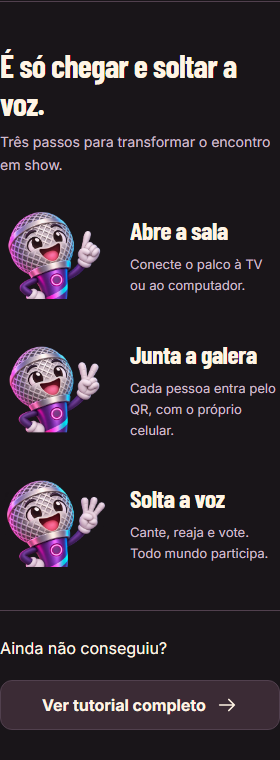 É só chegar e soltar a
voz.
Três passos para transformar o encontro
em show.
Abre a sala
Conecte o palco à TV
ou ao computador.
Junta a galera
Cada pessoa entra pelo
QR, com o próprio
celular.
Solta a voz
Cante, reaja e vote.
Todo mundo participa.
Ainda não conseguiu?
Ver tutorial completo →